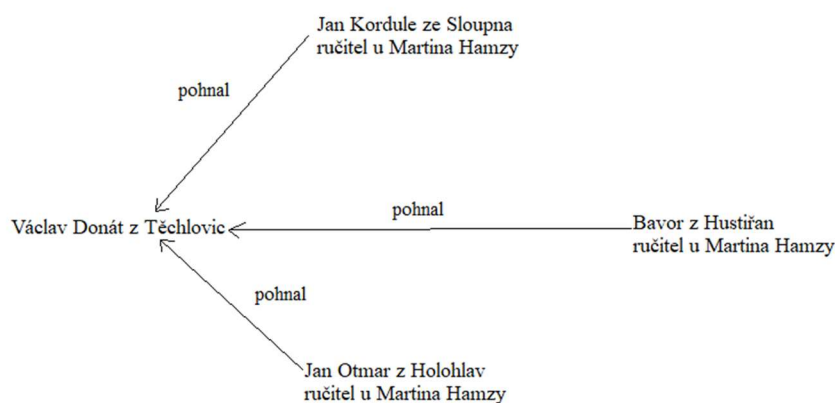 Jan Kordule ze Sloupna
ručitel u Martina Hamzy
pohnal
Václav Donát z Těchlovic
pohnal
Bavor z Hustiřan
ručitel u Martina Hamzy
pohnal
Jan Otmar z Holohlav
ručitel u Martina Hamzy